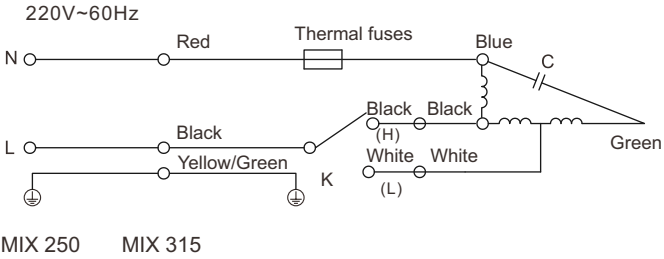 220V~60Hz
N Red Thermal fuses Blue C
L Black Black Black
(H) Green
Yellow/Green K White White
(L)
MIX 250 MIX 315